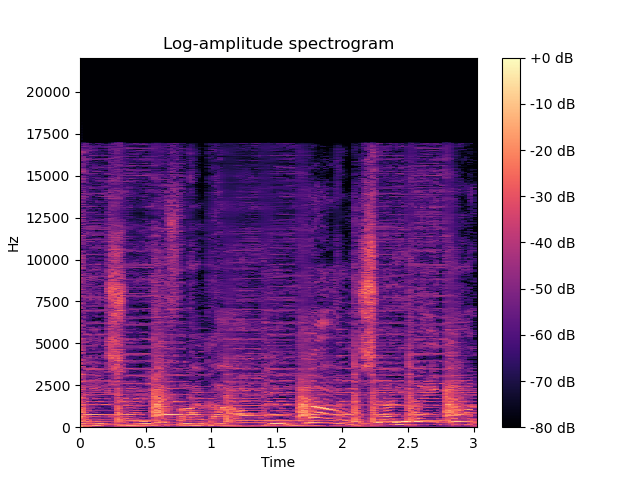 Log-amplitude spectrogram
+0 dB
20000
-10 dB
17500
-20 dB
15000
-30 dB
12500
Hz
-40 dB
10000
-50 dB
7500
-60 dB
5000
-70 dB
2500
0
-80 dB
0 0.5 1 1.5 2 2.5 3
Time